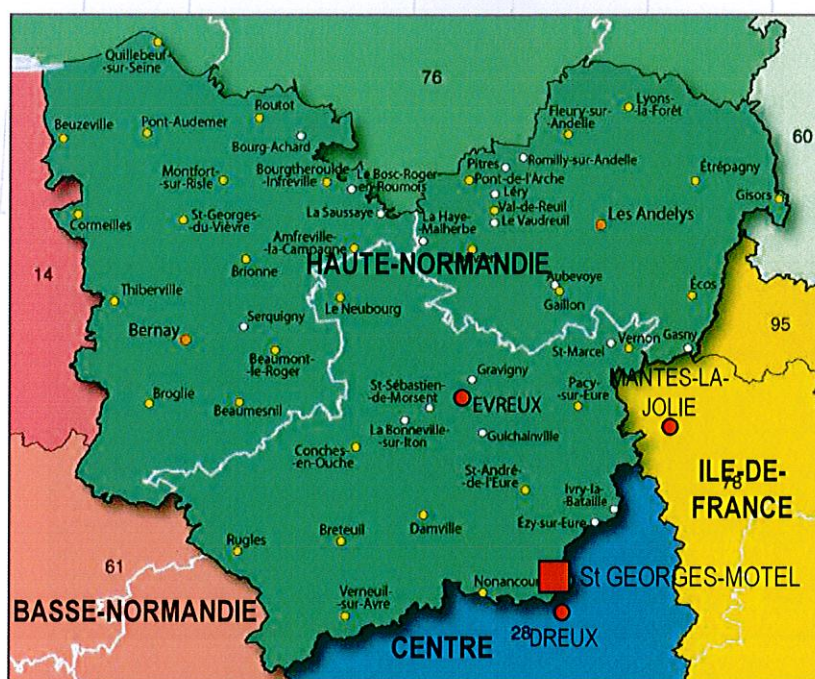 Quillebeuf-
-sur-Seine
76
60
Beuzeville
Pont-Audemer
Routot
Bourg-Achard
Fleury-sur-
Andelle
Lyons-
la-Forêt
Montfort-
sur-Risle
Bourgtheroulde
-Infreville
Le Bosc-Roger
en-Roumois
Pitres
Romilly-sur-Andelle
Pont-de-l'Arche
Étrépagny
Gisors
Cormeilles
St-Georges-
du-Vièvre
La Saussaye
Léry
Val-de-Reuil
Le Vaudreuil
La Haye-
Malherbe
Les Andelys
Amfreville-
la-Campagne
Brionne
HAUTE-NORMANDIE
14
Thiberville
Le Neubourg
Aubevoye
Gaillon
Écos
95
Bernay
Serquigny
Beaumont-
le-Roger
St-Marcel
Vernon
Gasny
Broglie
Beaumesnil
Gravigny
St-Sébastien-
de-Morsent
EVREUX
La Bonneville-
sur-Iton
Guichainville
Pacy-
sur-Eure
MANTES-LA-
JOLIE
Conches-
-en-Ouche
St-André-
de-l'Eure
Ivry-la-
Bataille
Ézy-sur-Eure
ILE-DE-
78
FRANCE
Rugles
Breteuil
Damville
61
BASSE-NORMANDIE
Verneuil
-sur-Avre
Nonancour
St GEORGES-MOTEL
CENTRE
28
DREUX